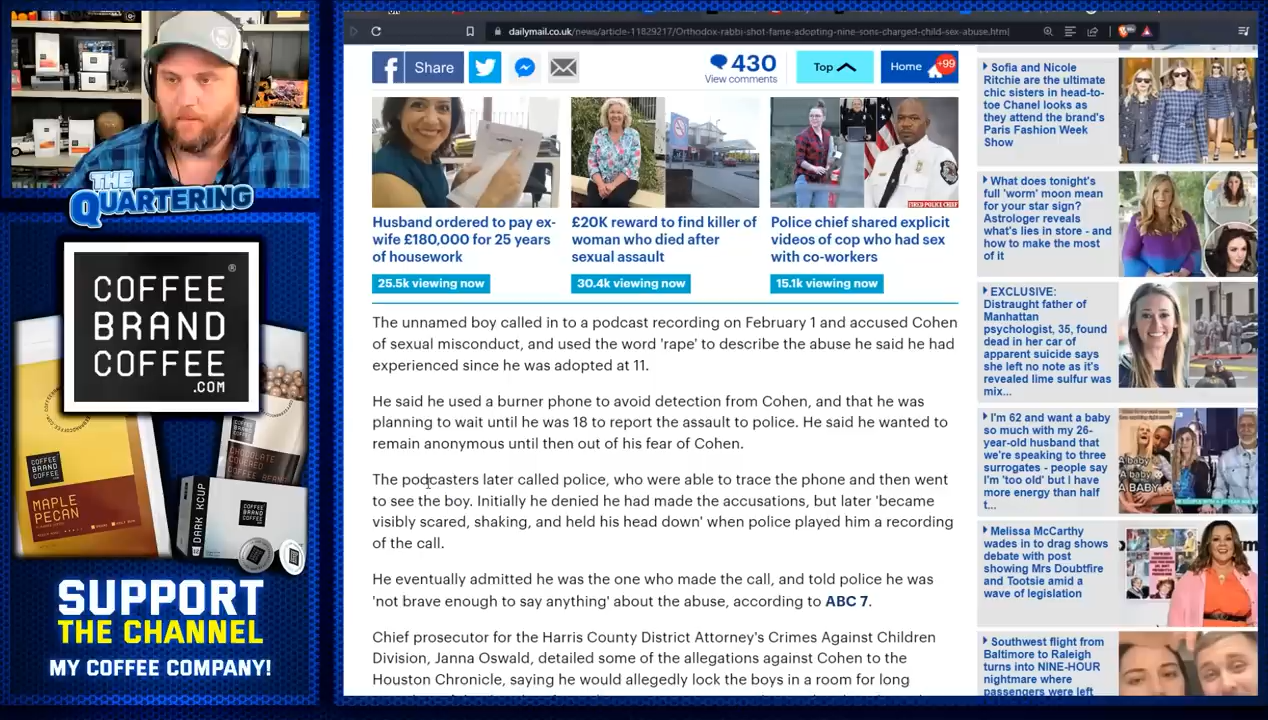 dailymail.co.uk/news/article-11829217/Orthodox-rabbi-shot-fame-adopting-nine-sons-charged-child-sex-abuse.html
Share
430
View comments
Top
Home
+99
FIRED POLICE CHIEF
Husband ordered to pay ex-
wife £180,000 for 25 years
of housework
25.5k viewing now
£20K reward to find killer of
woman who died after
sexual assault
30.4k viewing now
Police chief shared explicit
videos of cop who had sex
with co-workers
15.1k viewing now
The unnamed boy called in to a podcast recording on February 1 and accused Cohen
of sexual misconduct, and used the word 'rape' to describe the abuse he said he had
experienced since he was adopted at 11.
He said he used a burner phone to avoid detection from Cohen, and that he was
planning to wait until he was 18 to report the assault to police. He said he wanted to
remain anonymous until then out of his fear of Cohen.
The podcasters later called police, who were able to trace the phone and then went
to see the boy. Initially he denied he had made the accusations, but later 'became
visibly scared, shaking, and held his head down' when police played him a recording
of the call.
He eventually admitted he was the one who made the call, and told police he was
'not brave enough to say anything' about the abuse, according to ABC 7.
Chief prosecutor for the Harris County District Attorney's Crimes Against Children
Division, Janna Oswald, detailed some of the allegations against Cohen to the
Houston Chronicle, saying he would allegedly lock the boys in a room for long
Sofia and Nicole
Ritchie are the ultimate
chic sisters in head-to-
toe Chanel looks as
they attend the brand's
Paris Fashion Week
Show
What does tonight's
full 'worm' moon mean
for your star sign?
Astrologer reveals
what's lies in store - and
how to make the most
of it
EXCLUSIVE:
Distraught father of
Manhattan
psychologist, 35, found
dead in her car of
apparent suicide says
she left no note as it's
revealed lime sulfur was
mix...
I'm 62 and want a baby
so much with my 26-
year-old husband that
we're speaking to three
surrogates - people say
I'm 'too old' but I have
more energy than half
t...
A BABY
Melissa McCarthy
wades in to drag shows
debate with post
showing Mrs Doubtfire
and Tootsie amid a
wave of legislation
Southwest flight from
Baltimore to Raleigh
turns into NINE-HOUR
nightmare where
passengers were left
THE
QUARTERING
COFFEE®
BRAND
COFFEE
.COM
COFFEE
BRAND
COFFEE
MAPLE
PECAN
CHOCOLATE
COVERED
COFFEE
DARK KCUP
COFFEE
BRAND
COFFEE
SUPPORT
THE CHANNEL
MY COFFEE COMPANY!